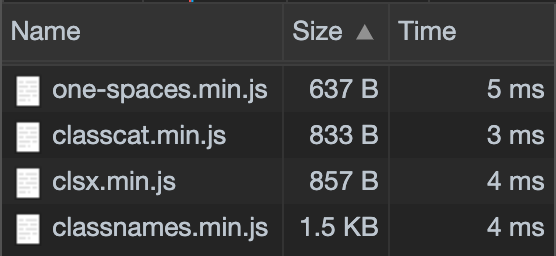 Name Size ▲ Time
one-spaces.min.js 637 B 5 ms
classcat.min.js 833 B 3 ms
clsx.min.js 857 B 4 ms
classnames.min.js 1.5 KB 4 ms